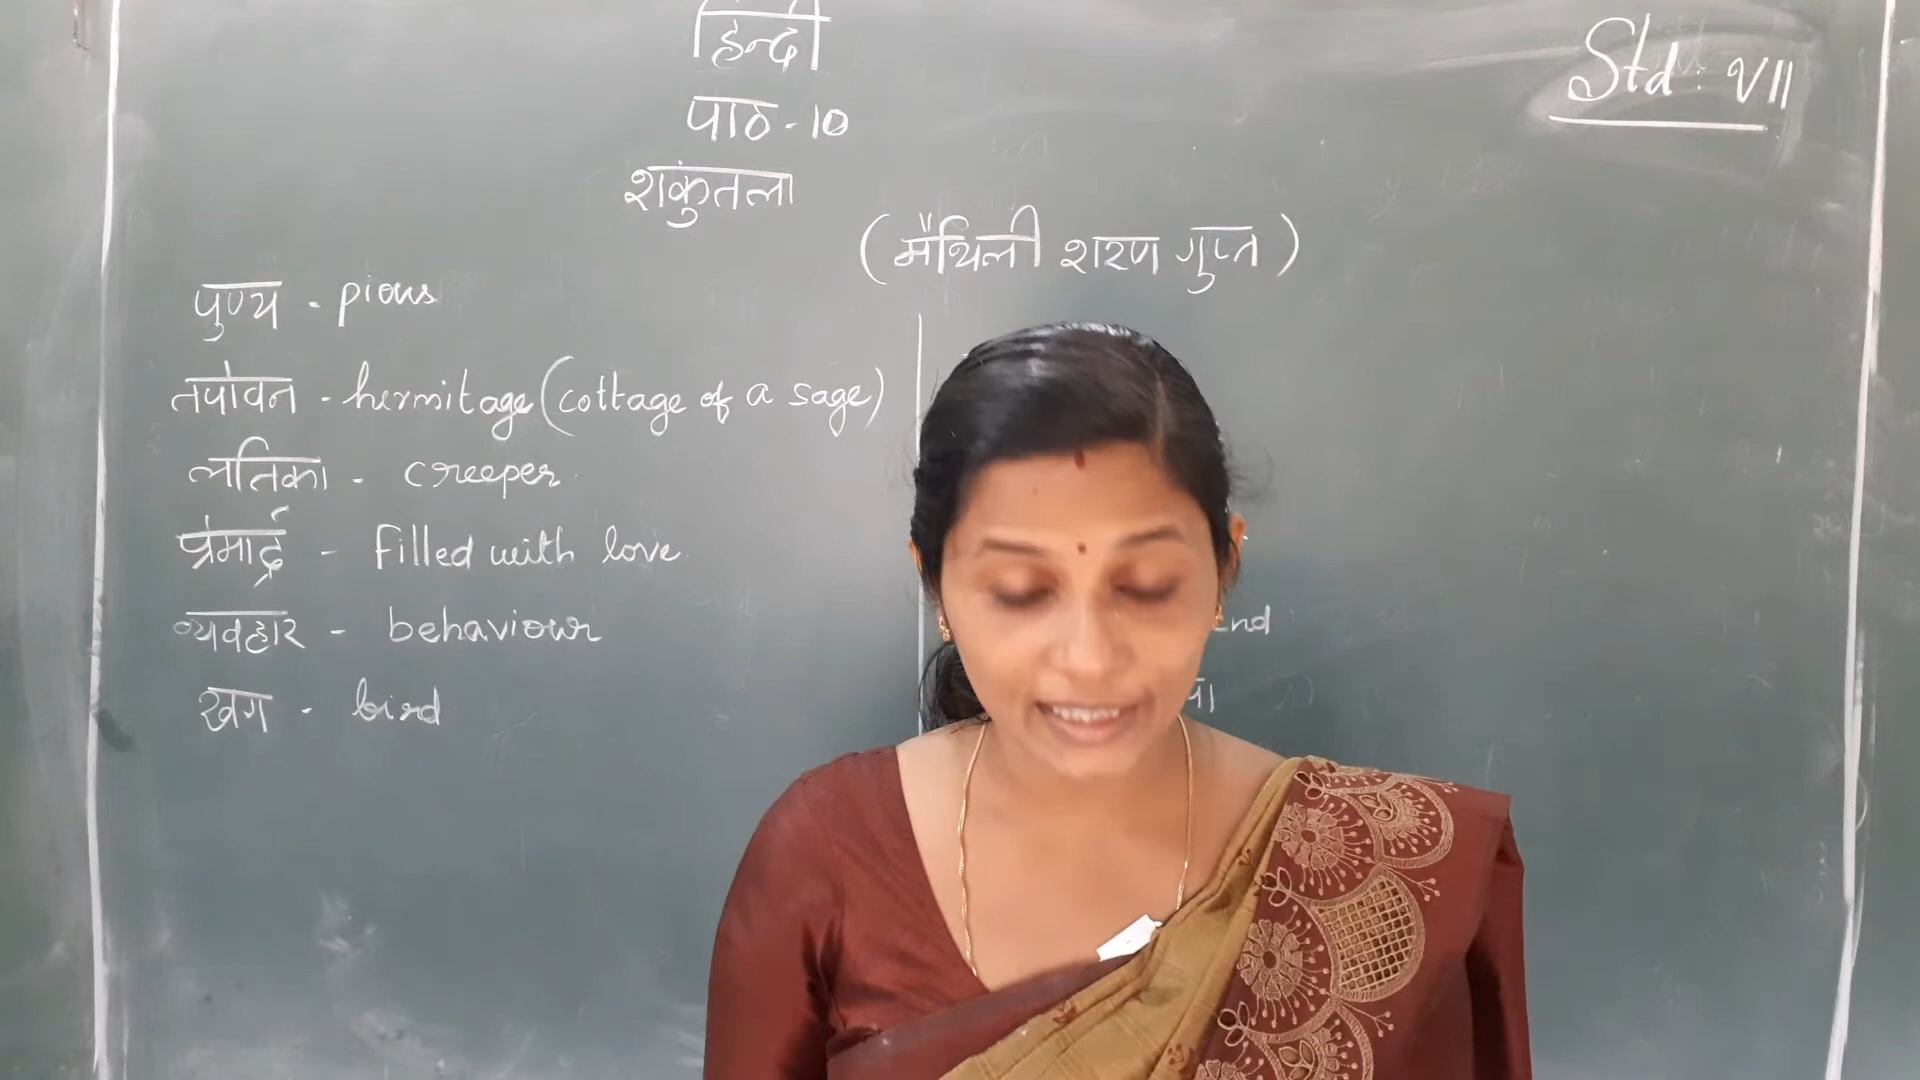 हिन्दी
पाठ - 10
शकुंतला
Std : VII
(मैथिली शरण गुप्त)
पुण्य - pious
तपोवन - hermitage (cottage of a sage)
लतिका - creeper
प्रेमार्द्र - filled with love
व्यवहार - behaviour
खग - bird